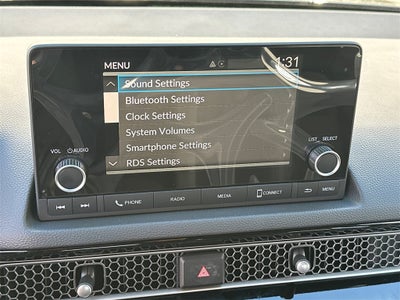 MENU 1:31
Sound Settings
Bluetooth Settings
Clock Settings
System Volumes
Smartphone Settings
RDS Settings
VOL AUDIO
LIST SELECT
PHONE RADIO MEDIA CONNECT MENU